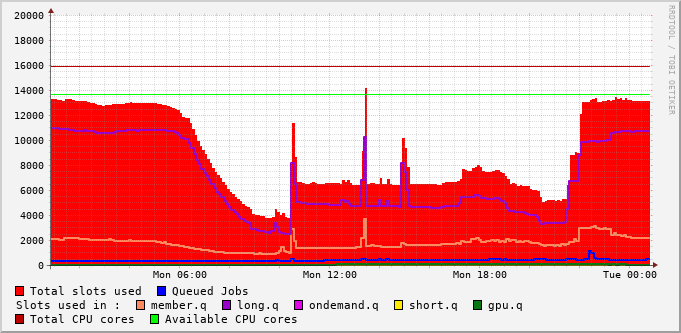 20000
18000
16000
14000
12000
10000
8000
6000
4000
2000
0
Mon 06:00 Mon 12:00 Mon 18:00 Tue 00:00
RRDTOOL / TOBI OETIKER
Total slots used Queued Jobs
Slots used in : member.q long.q ondemand.q short.q gpu.q
Total CPU cores Available CPU cores